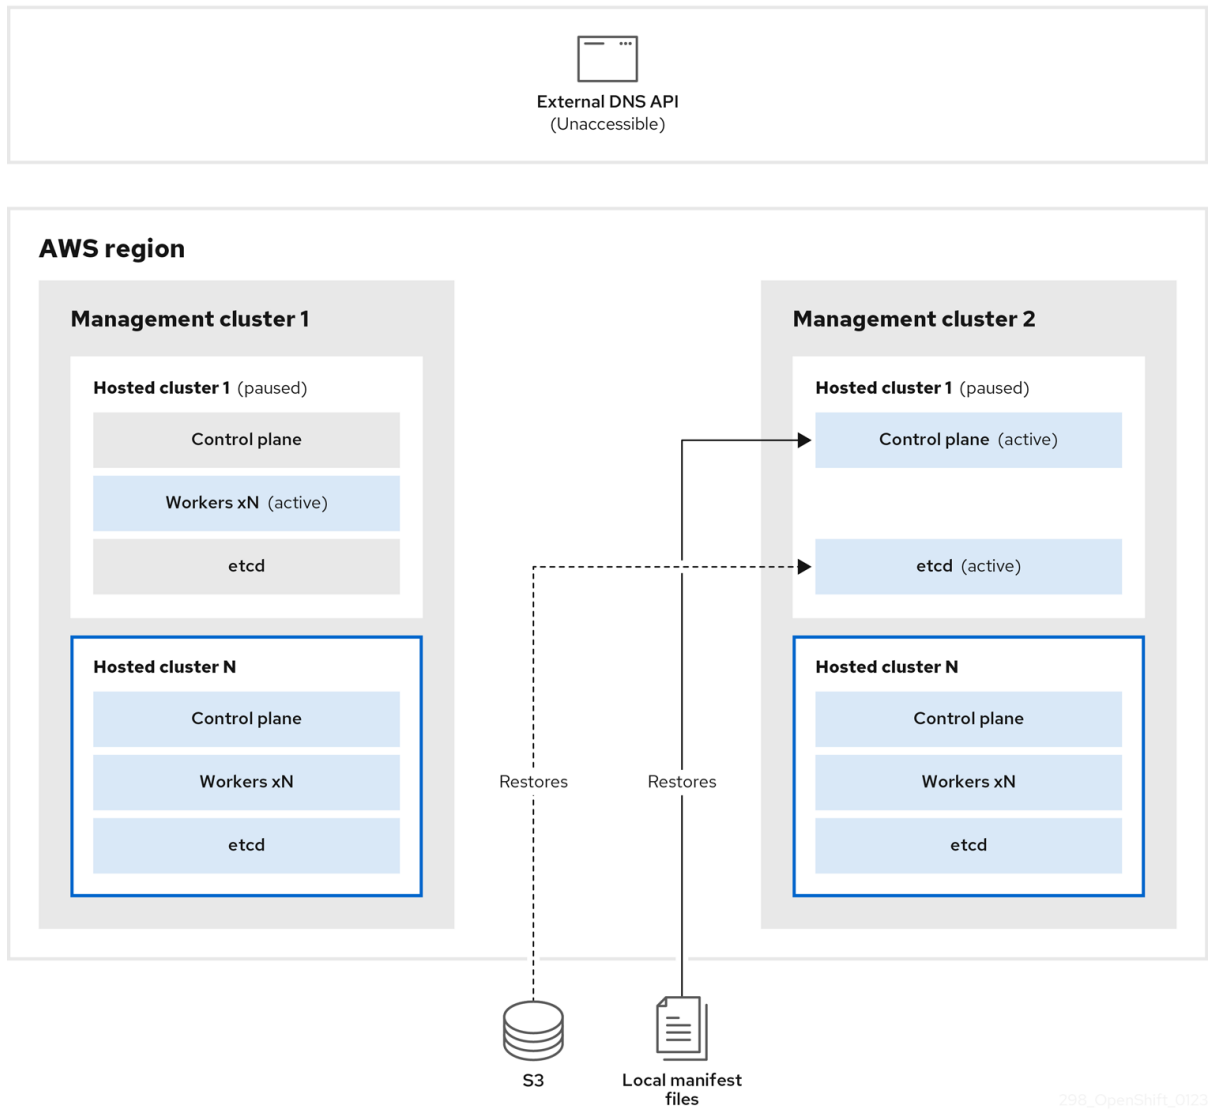 External DNS API
(Unaccessible)
AWS region
Management cluster 1
Hosted cluster 1 (paused)
Control plane
Workers xN (active)
etcd
Hosted cluster N
Control plane
Workers xN
etcd
Management cluster 2
Hosted cluster 1 (paused)
Control plane (active)
etcd (active)
Hosted cluster N
Control plane
Workers xN
etcd
Restores
Restores
S3
Local manifest
files
298_OpenShift_0123